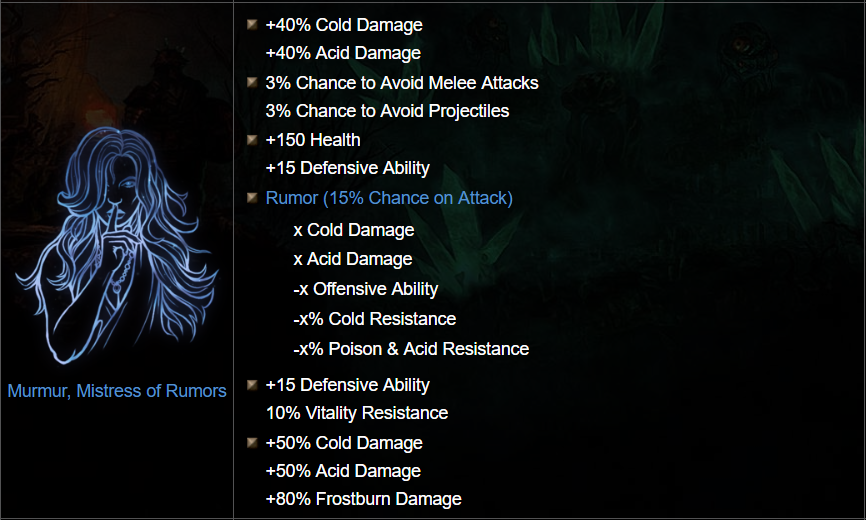 +40% Cold Damage
+40% Acid Damage
3% Chance to Avoid Melee Attacks
3% Chance to Avoid Projectiles
+150 Health
+15 Defensive Ability
Rumor (15% Chance on Attack)
x Cold Damage
x Acid Damage
-x Offensive Ability
-x% Cold Resistance
-x% Poison & Acid Resistance
Murmur, Mistress of Rumors
+15 Defensive Ability
10% Vitality Resistance
+50% Cold Damage
+50% Acid Damage
+80% Frostburn Damage